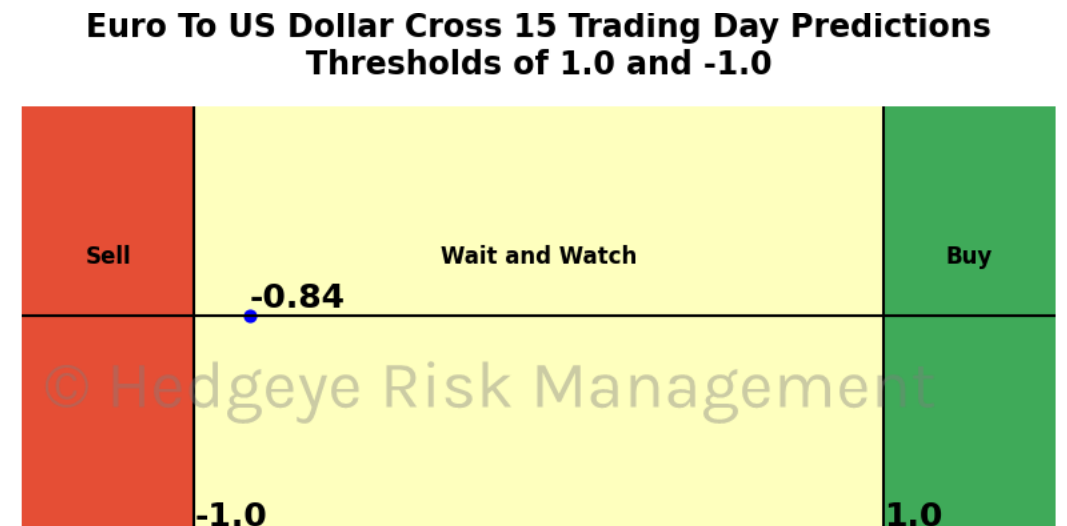 Euro To US Dollar Cross 15 Trading Day Predictions
Thresholds of 1.0 and -1.0
Sell
Wait and Watch
Buy
-0.84
© Hedgeye Risk Management
-1.0
1.0